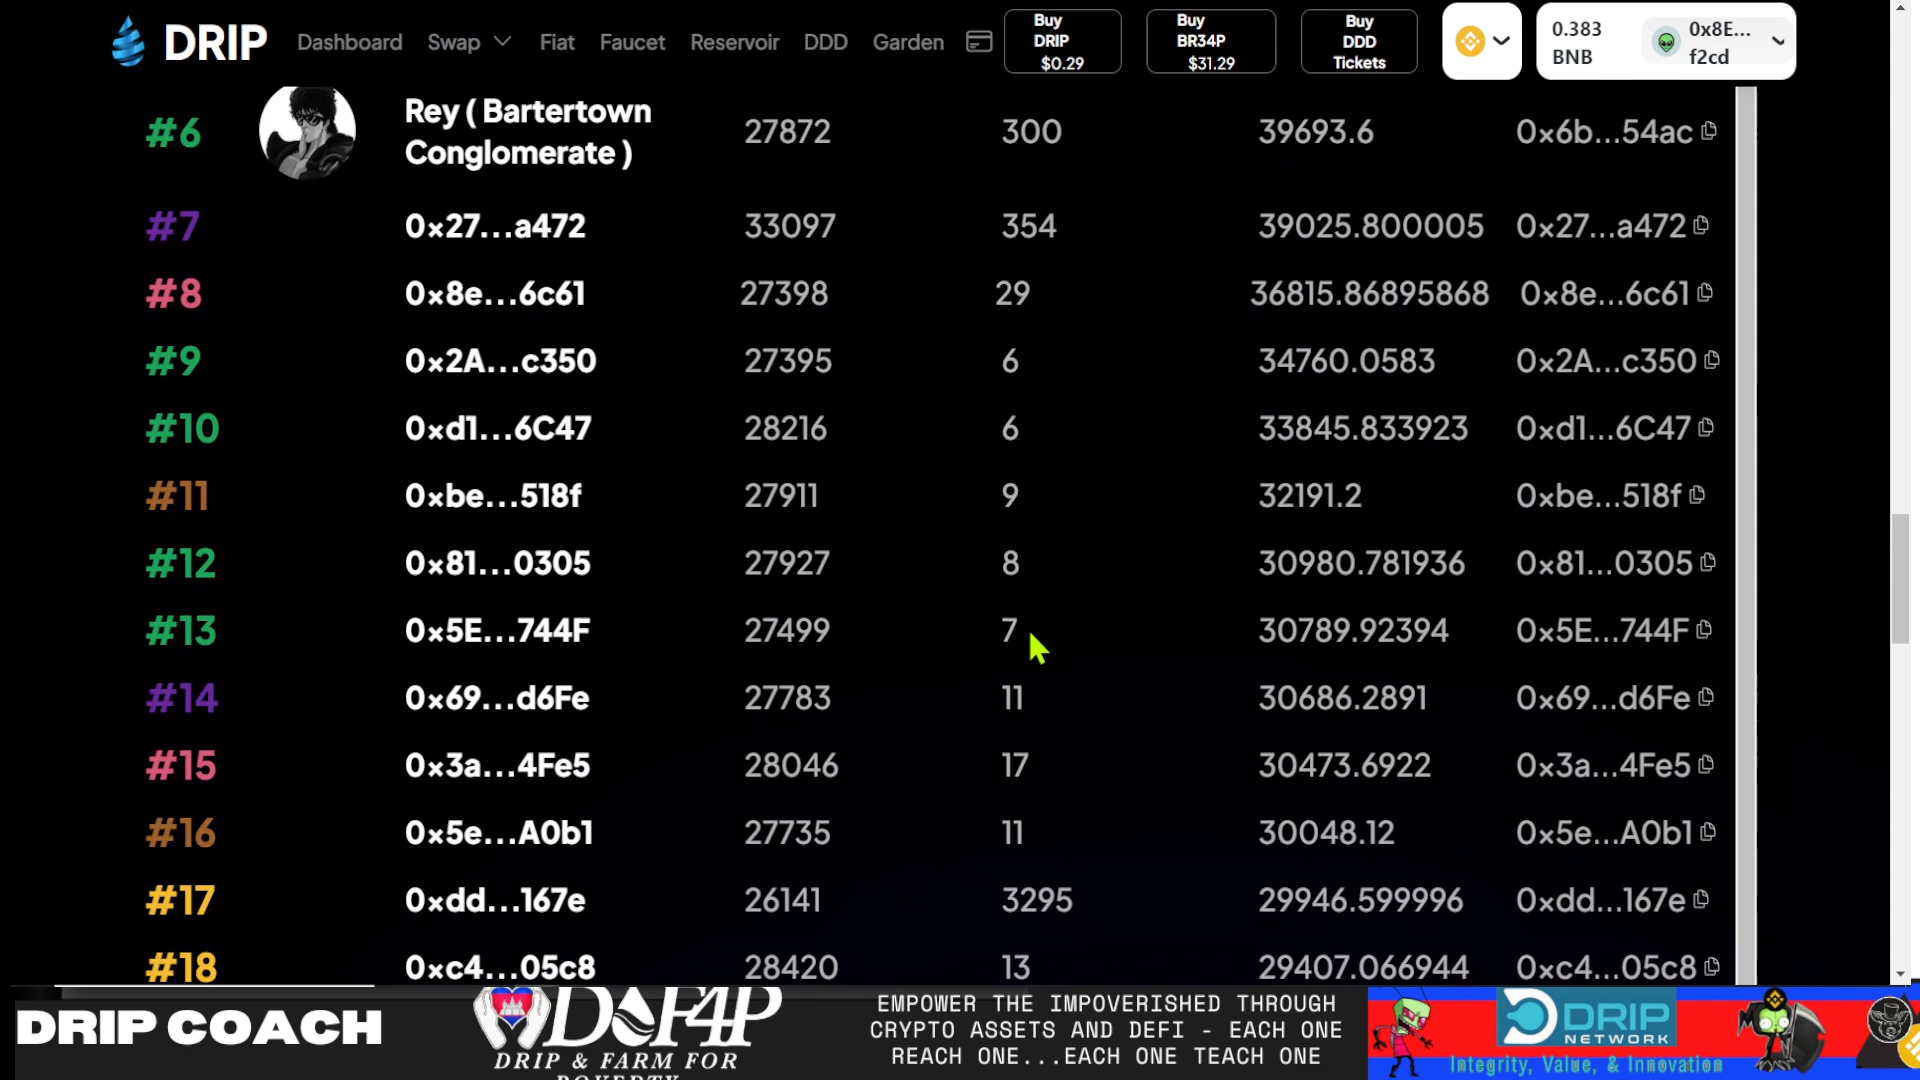 DRIP Dashboard Swap Fiat Faucet Reservoir DDD Garden
Buy
DRIP
$0.29
Buy
BR34P
$31.29
Buy
DDD
Tickets
0.383
BNB
0x8E...
f2cd
#6 Rey ( Bartertown
Conglomerate ) 27872 300 39693.6 0x6b...54ac
#7 0x27...a472 33097 354 39025.800005 0x27...a472
#8 0x8e...6c61 27398 29 36815.86895868 0x8e...6c61
#9 0x2A...c350 27395 6 34760.0583 0x2A...c350
#10 0xd1...6C47 28216 6 33845.833923 0xd1...6C47
#11 0xbe...518f 27911 9 32191.2 0xbe...518f
#12 0x81...0305 27927 8 30980.781936 0x81...0305
#13 0x5E...744F 27499 7 30789.92394 0x5E...744F
#14 0x69...d6Fe 27783 11 30686.2891 0x69...d6Fe
#15 0x3a...4Fe5 28046 17 30473.6922 0x3a...4Fe5
#16 0x5e...A0b1 27735 11 30048.12 0x5e...A0b1
#17 0xdd...167e 26141 3295 29946.599996 0xdd...167e
#18 0xc4...05c8 28420 13 29407.066944 0xc4...05c8
DRIP COACH
D&F4P
DRIP & FARM FOR
POVERTY
EMPOWER THE IMPOVERISHED THROUGH
CRYPTO ASSETS AND DEFI - EACH ONE
REACH ONE...EACH ONE TEACH ONE
DRIP
NETWORK
Integrity, Value, & Innovation